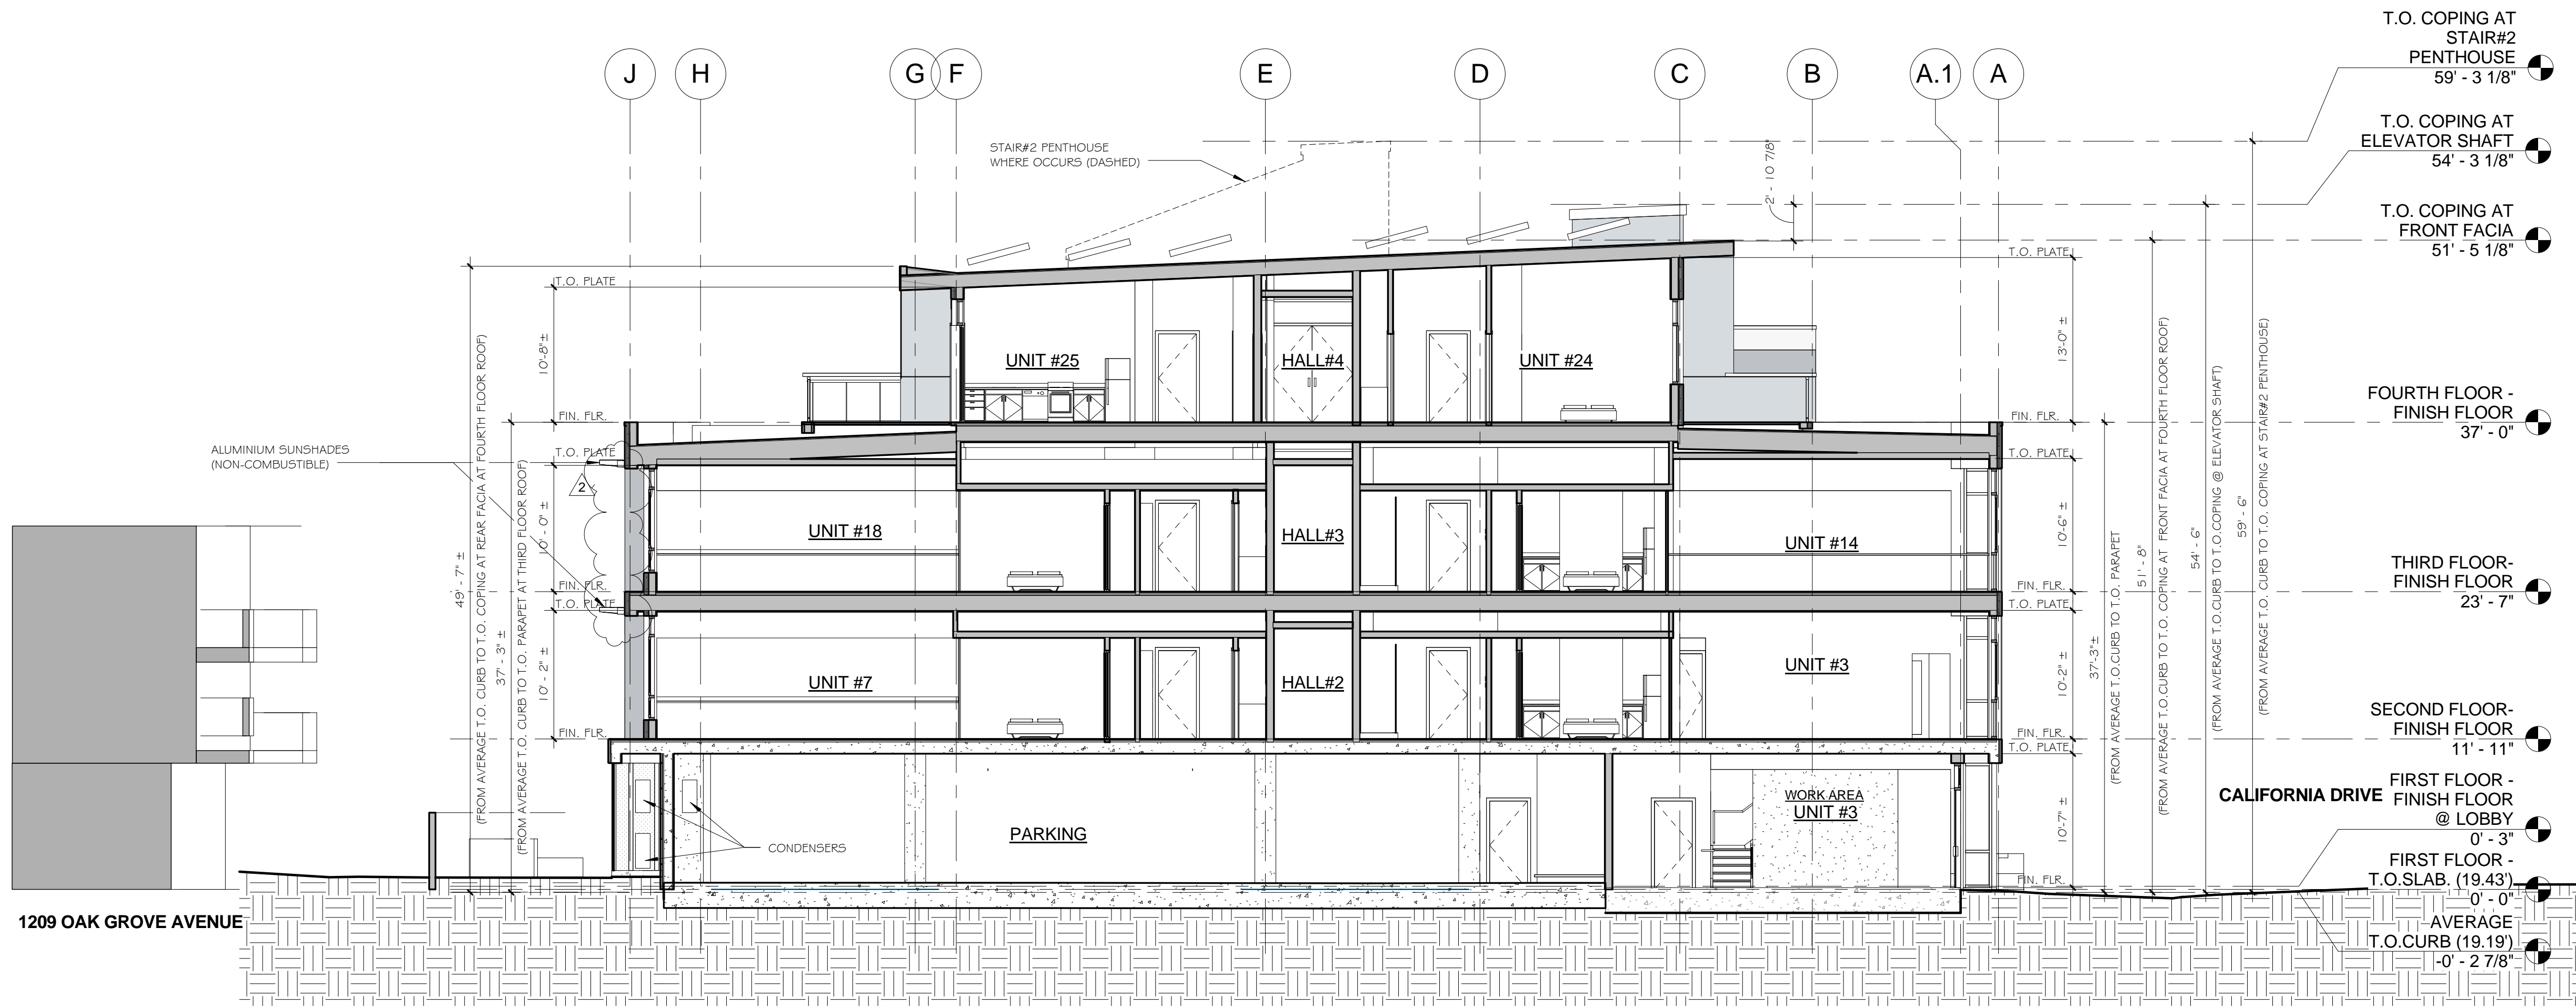 J
H
G
F
E
D
C
B
A.1
A
T.O. COPING AT
STAIR#2
PENTHOUSE
59' - 3 1/8"
T.O. COPING AT
ELEVATOR SHAFT
54' - 3 1/8"
T.O. COPING AT
FRONT FACIA
51' - 5 1/8"
FOURTH FLOOR -
FINISH FLOOR
37' - 0"
THIRD FLOOR-
FINISH FLOOR
23' - 7"
SECOND FLOOR-
FINISH FLOOR
11' - 11"
FIRST FLOOR -
FINISH FLOOR
@ LOBBY
0' - 3"
FIRST FLOOR -
T.O.SLAB. (19.43')
0' - 0"
AVERAGE
T.O.CURB (19.19')
-0' - 2 7/8"
CALIFORNIA DRIVE
STAIR#2 PENTHOUSE
WHERE OCCURS (DASHED)
2' - 10 7/8"
T.O. PLATE
T.O. PLATE
10'-8" ±
13'-0" ±
UNIT #25
HALL#4
UNIT #24
FIN. FLR.
FIN. FLR.
ALUMINIUM SUNSHADES
(NON-COMBUSTIBLE)
2
T.O. PLATE
T.O. PLATE
10' - 0" ±
10'-6" ±
UNIT #18
HALL#3
UNIT #14
FIN. FLR.
FIN. FLR.
T.O. PLATE
T.O. PLATE
10' - 2" ±
10'-2" ±
UNIT #7
HALL#2
UNIT #3
FIN. FLR.
FIN. FLR.
T.O. PLATE
10'-7" ±
PARKING
CONDENSERS
WORK AREA
UNIT #3
FIN. FLR.
49' - 7" ±
(FROM AVERAGE T.O. CURB TO T.O. COPING AT REAR FACIA AT FOURTH FLOOR ROOF)
37' - 3" ±
(FROM AVERAGE T.O. CURB TO T.O. PARAPET AT THIRD FLOOR ROOF)
37'-3"±
(FROM AVERAGE T.O.CURB TO T.O. PARAPET
51' - 8"
(FROM AVERAGE T.O.CURB TO T.O. COPING AT FRONT FACIA AT FOURTH FLOOR ROOF)
54' - 6"
(FROM AVERAGE T.O.CURB TO T.O.COPING @ ELEVATOR SHAFT)
59' - 6"
(FROM AVERAGE T.O. CURB TO T.O. COPING AT STAIR#2 PENTHOUSE)
1209 OAK GROVE AVENUE